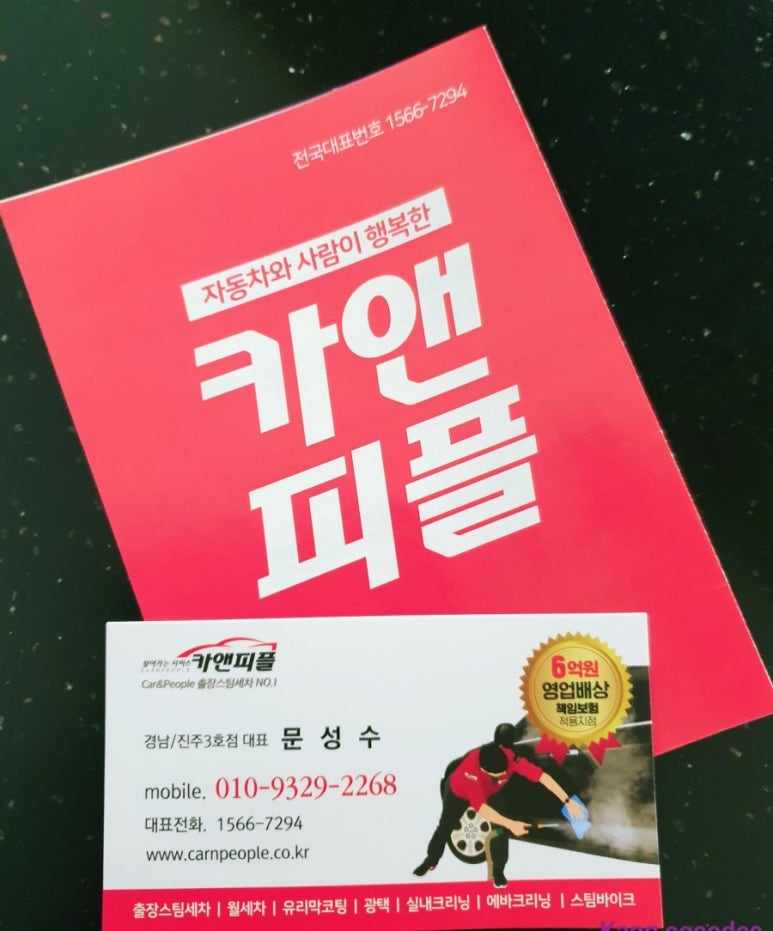 전국대표번호 1566-7294
자동차와 사람이 행복한
카앤
피플
찾아가는 서비스 카앤피플
CARNPEOPLE
Car&People 출장스팀세차 NO.1
6억원
영업배상
책임보험
적용지점
경남/진주3호점 대표 문성수
mobile. 010-9329-2268
대표전화. 1566-7294
www.carnpeople.co.kr
출장스팀세차 | 월세차 | 유리막코팅 | 광택 | 실내크리닝 | 에바크리닝 | 스팀바이크